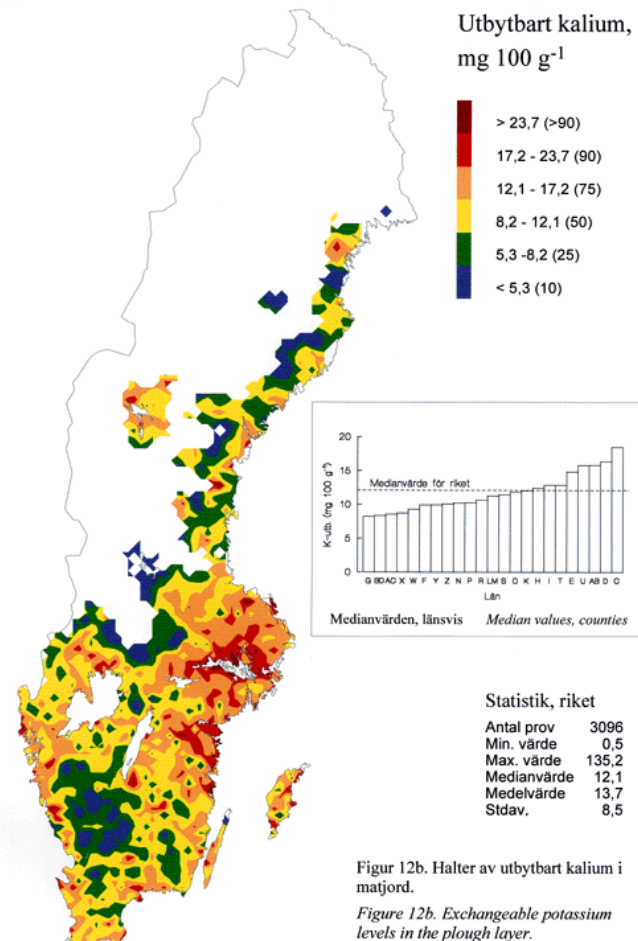 Utbytbart kalium,
mg 100 g-1
> 23,7 (>90)
17,2 - 23,7 (90)
12,1 - 17,2 (75)
8,2 - 12,1 (50)
5,3 -8,2 (25)
< 5,3 (10)
K-utb. (mg 100 g-1)
20
15
10
5
0
Medianvärde för riket
G BD AC X W F Y Z N P R LM S O K H I T E U AB D C
Län
Medianvärden, länsvis Median values, counties
Statistik, riket
Antal prov 3096
Min. värde 0,5
Max. värde 135,2
Medianvärde 12,1
Medelvärde 13,7
Stdav. 8,5
Figur 12b. Halter av utbytbart kalium i
matjord.
Figure 12b. Exchangeable potassium
levels in the plough layer.